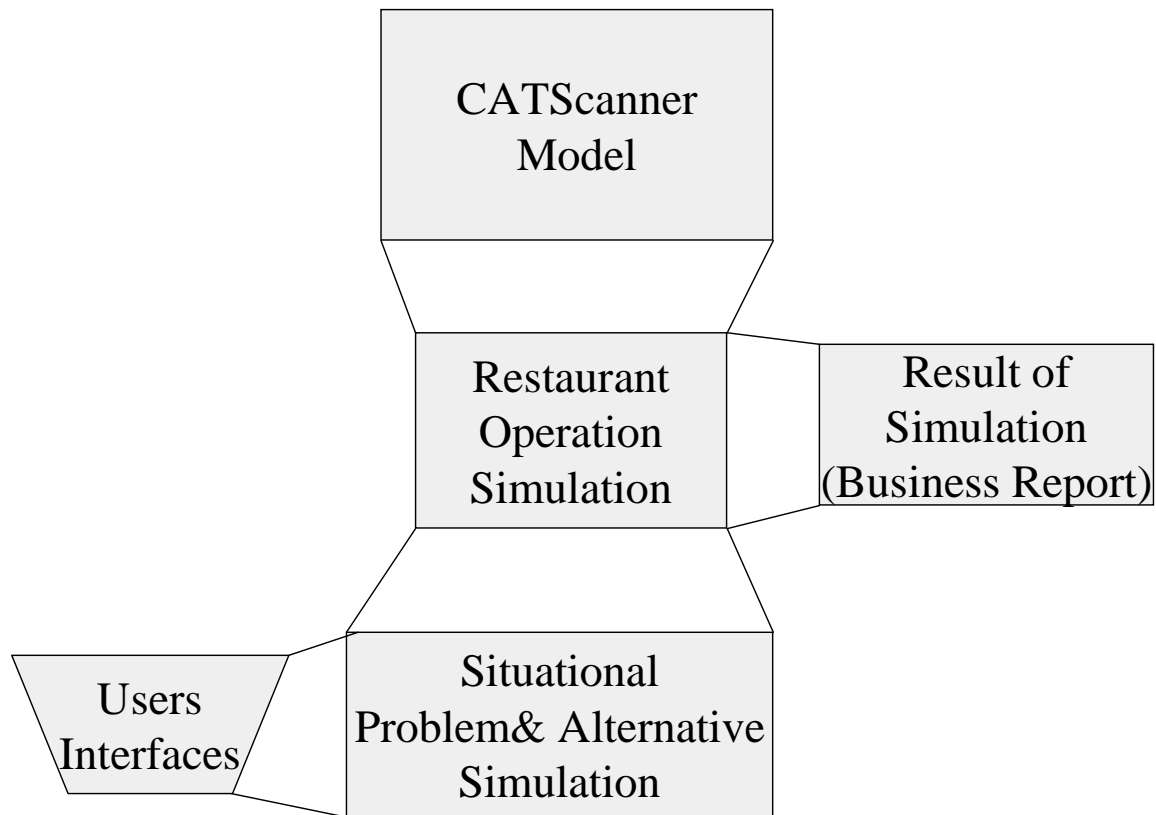 CATScanner
Model
Restaurant
Operation
Simulation
Result of
Simulation
(Business Report)
Users
Interfaces
Situational
Problem& Alternative
Simulation